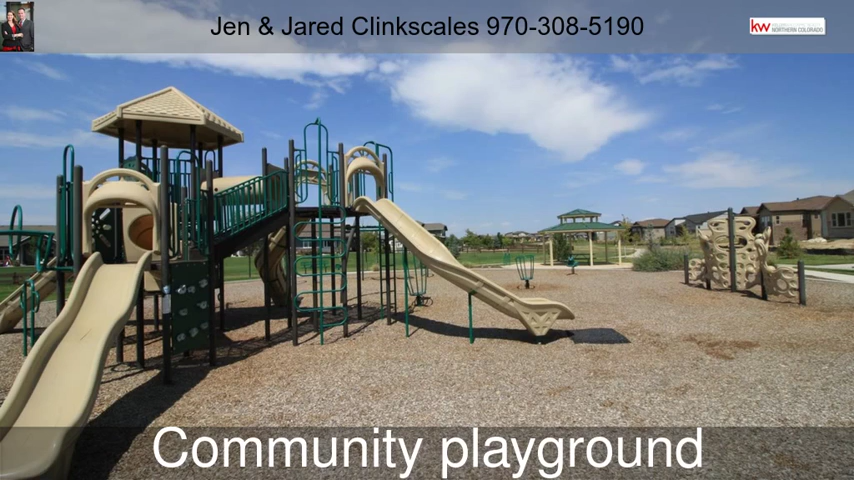 Jen & Jared Clinkscales 970-308-5190
kw
NORTHERN COLORADO
Community playground